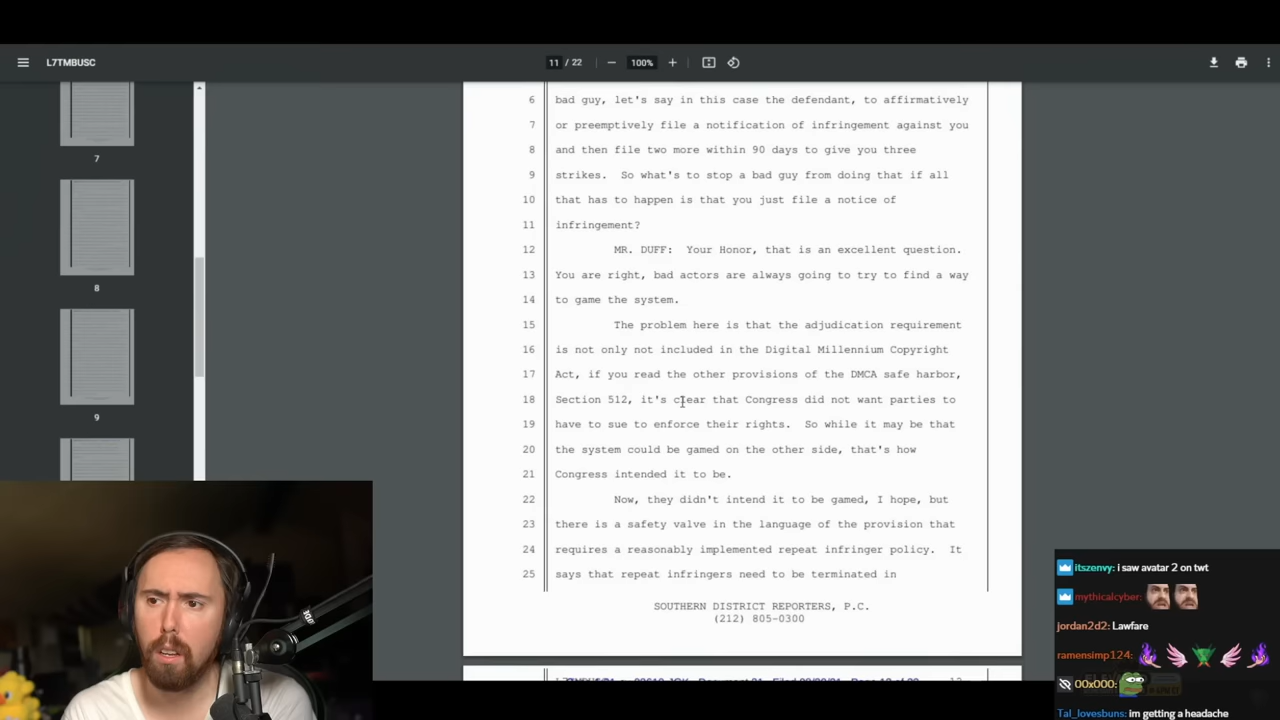 L7TMBUSC
11 / 22
100%
7
8
9
6 bad guy, let's say in this case the defendant, to affirmatively
7 or preemptively file a notification of infringement against you
8 and then file two more within 90 days to give you three
9 strikes. So what's to stop a bad guy from doing that if all
10 that has to happen is that you just file a notice of
11 infringement?
12 MR. DUFF: Your Honor, that is an excellent question.
13 You are right, bad actors are always going to try to find a way
14 to game the system.
15 The problem here is that the adjudication requirement
16 is not only not included in the Digital Millennium Copyright
17 Act, if you read the other provisions of the DMCA safe harbor,
18 Section 512, it's clear that Congress did not want parties to
19 have to sue to enforce their rights. So while it may be that
20 the system could be gamed on the other side, that's how
21 Congress intended it to be.
22 Now, they didn't intend it to be gamed, I hope, but
23 there is a safety valve in the language of the provision that
24 requires a reasonably implemented repeat infringer policy. It
25 says that repeat infringers need to be terminated in
SOUTHERN DISTRICT REPORTERS, P.C.
(212) 805-0300
itszenvy: i saw avatar 2 on twt
mythicalcyber:
jordan2d2: Lawfare
ramensimp124:
00x000:
Tal_lovesbuns: im getting a headache